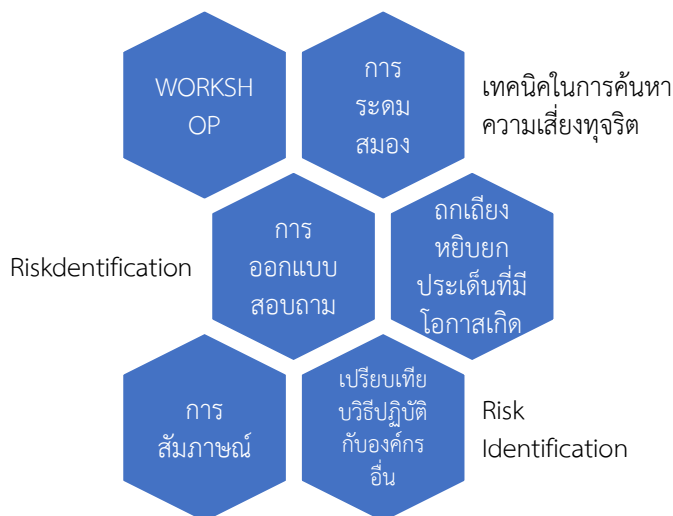 WORKSH
OP
การ
ระดม
สมอง
เทคนิคในการค้นหา
ความเสี่ยงทุจริต
Riskdentification
การ
ออกแบบ
สอบถาม
ถกเถียง
หยิบยก
ประเด็นที่มี
โอกาสเกิด
การ
สัมภาษณ์
เปรียบเทีย
บวิธีปฏิบัติ
กับองค์กร
อื่น
Risk
Identification